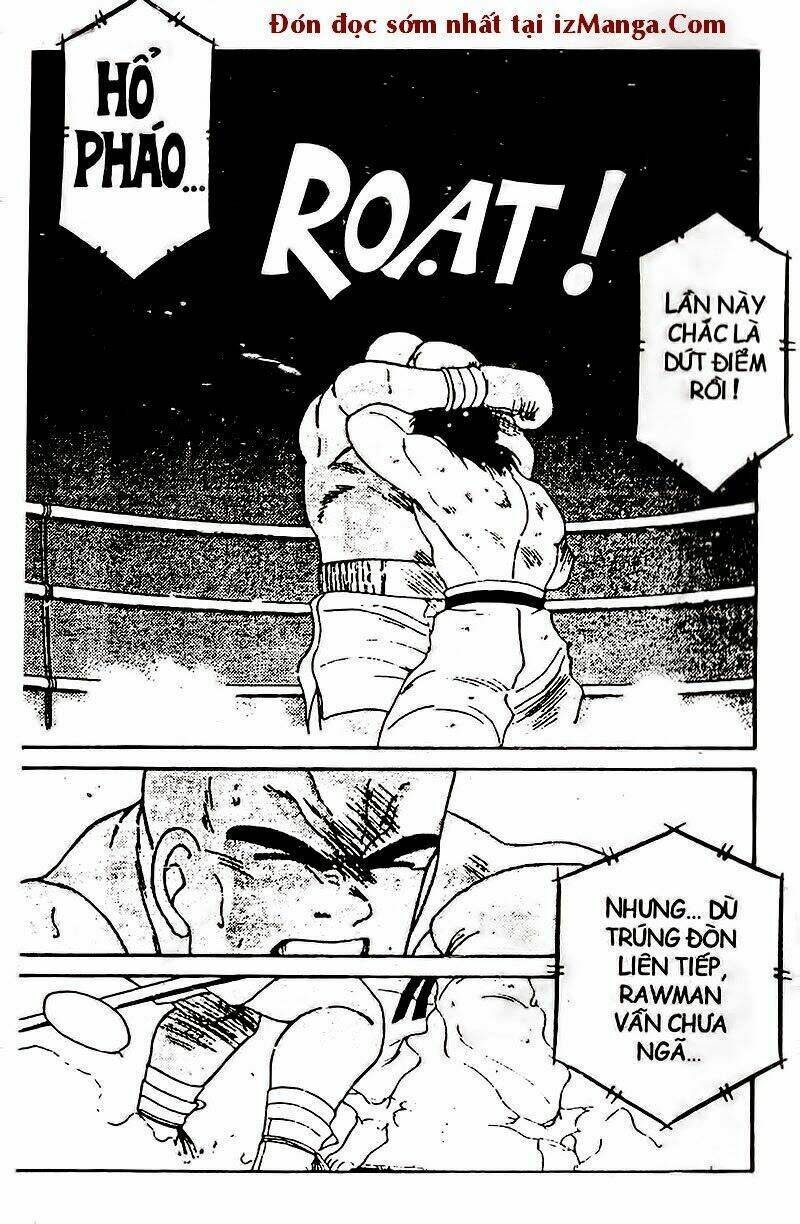 Đón đọc sớm nhất tại izManga.Com
HỔ
PHÁO...
ROẠT!
LẦN NÀY
CHẮC LÀ
DỨT ĐIỂM
RỒI!
NHƯNG... DÙ
TRÚNG ĐÒN
LIÊN TIẾP,
RAWMAN
VẪN CHƯA
NGÃ...